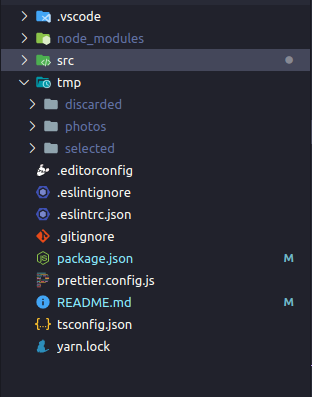 .vscode
node_modules
src
tmp
discarded
photos
selected
.editorconfig
.eslintignore
.eslintrc.json
.gitignore
package.json M
prettier.config.js
README.md M
tsconfig.json
yarn.lock